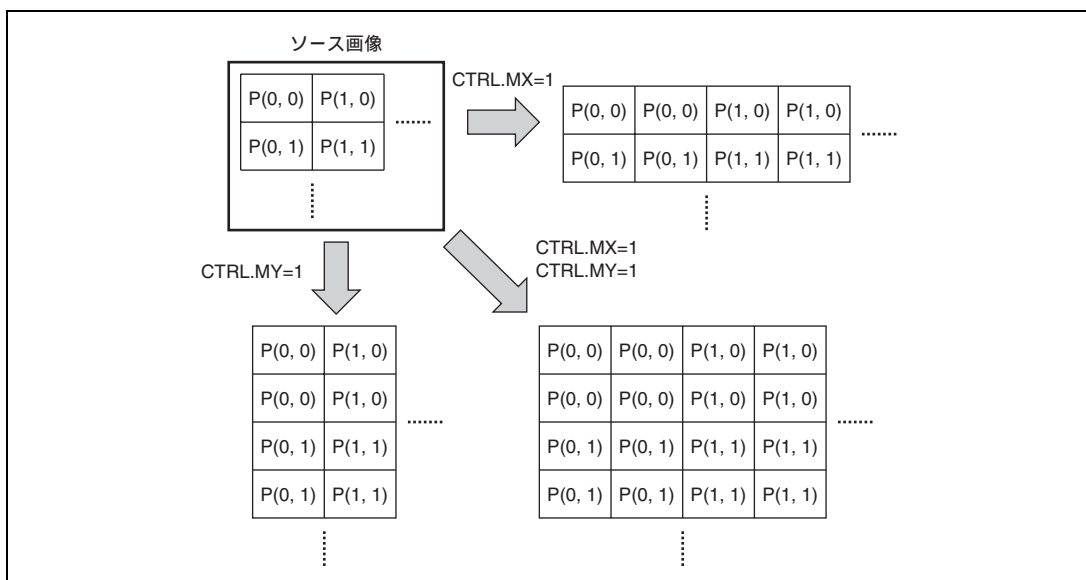 ソース画像
P(0, 0) P(1, 0)
P(0, 1) P(1, 1)
CTRL.MX=1
P(0, 0) P(0, 0) P(1, 0) P(1, 0)
P(0, 1) P(0, 1) P(1, 1) P(1, 1)
CTRL.MY=1
CTRL.MX=1
CTRL.MY=1
P(0, 0) P(1, 0)
P(0, 0) P(1, 0)
P(0, 1) P(1, 1)
P(0, 1) P(1, 1)
P(0, 0) P(0, 0) P(1, 0) P(1, 0)
P(0, 0) P(0, 0) P(1, 0) P(1, 0)
P(0, 1) P(0, 1) P(1, 1) P(1, 1)
P(0, 1) P(0, 1) P(1, 1) P(1, 1)